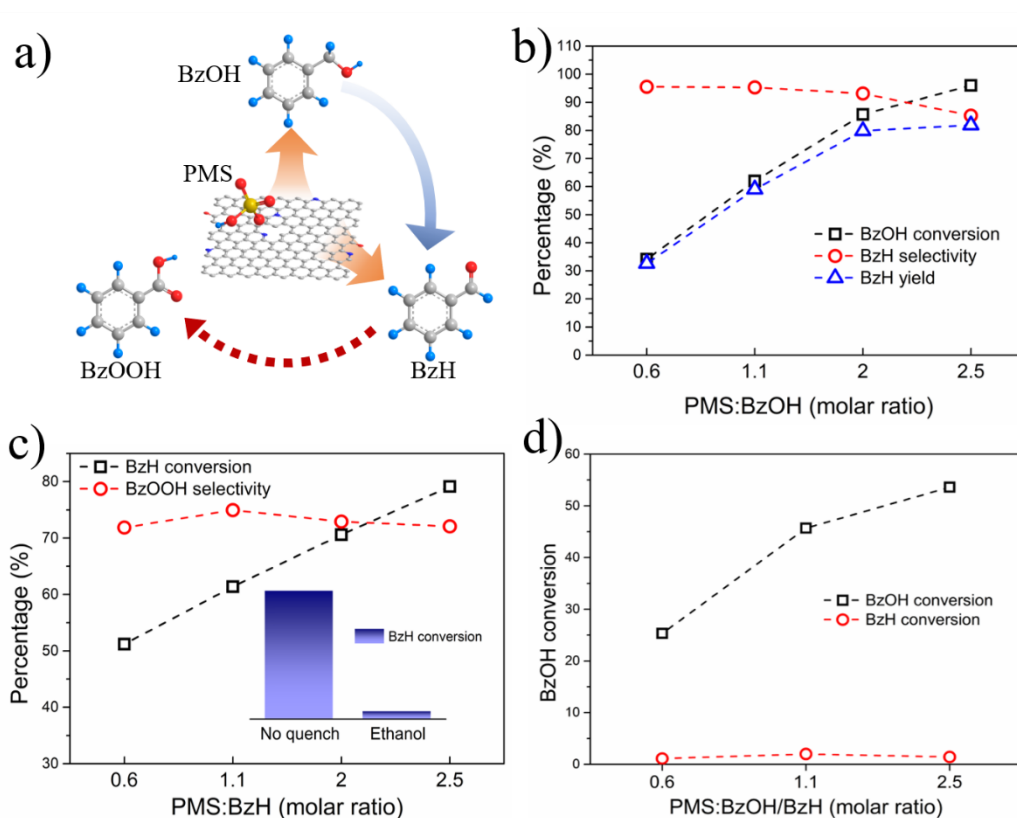 a)
BzOH
PMS
BzOOH
BzH
b)
110
100
90
80
70
60
50
40
30
20
10
0
Percentage (%)
BzOH conversion
BzH selectivity
BzH yield
0.6
1.1
2
2.5
PMS:BzOH (molar ratio)
c)
BzH conversion
BzOOH selectivity
80
70
60
50
40
30
Percentage (%)
BzH conversion
No quench
Ethanol
0.6
1.1
2
2.5
PMS:BzH (molar ratio)
d)
60
50
40
30
20
10
0
BzOH conversion
BzOH conversion
BzH conversion
0.6
1.1
2.5
PMS:BzOH/BzH (molar ratio)